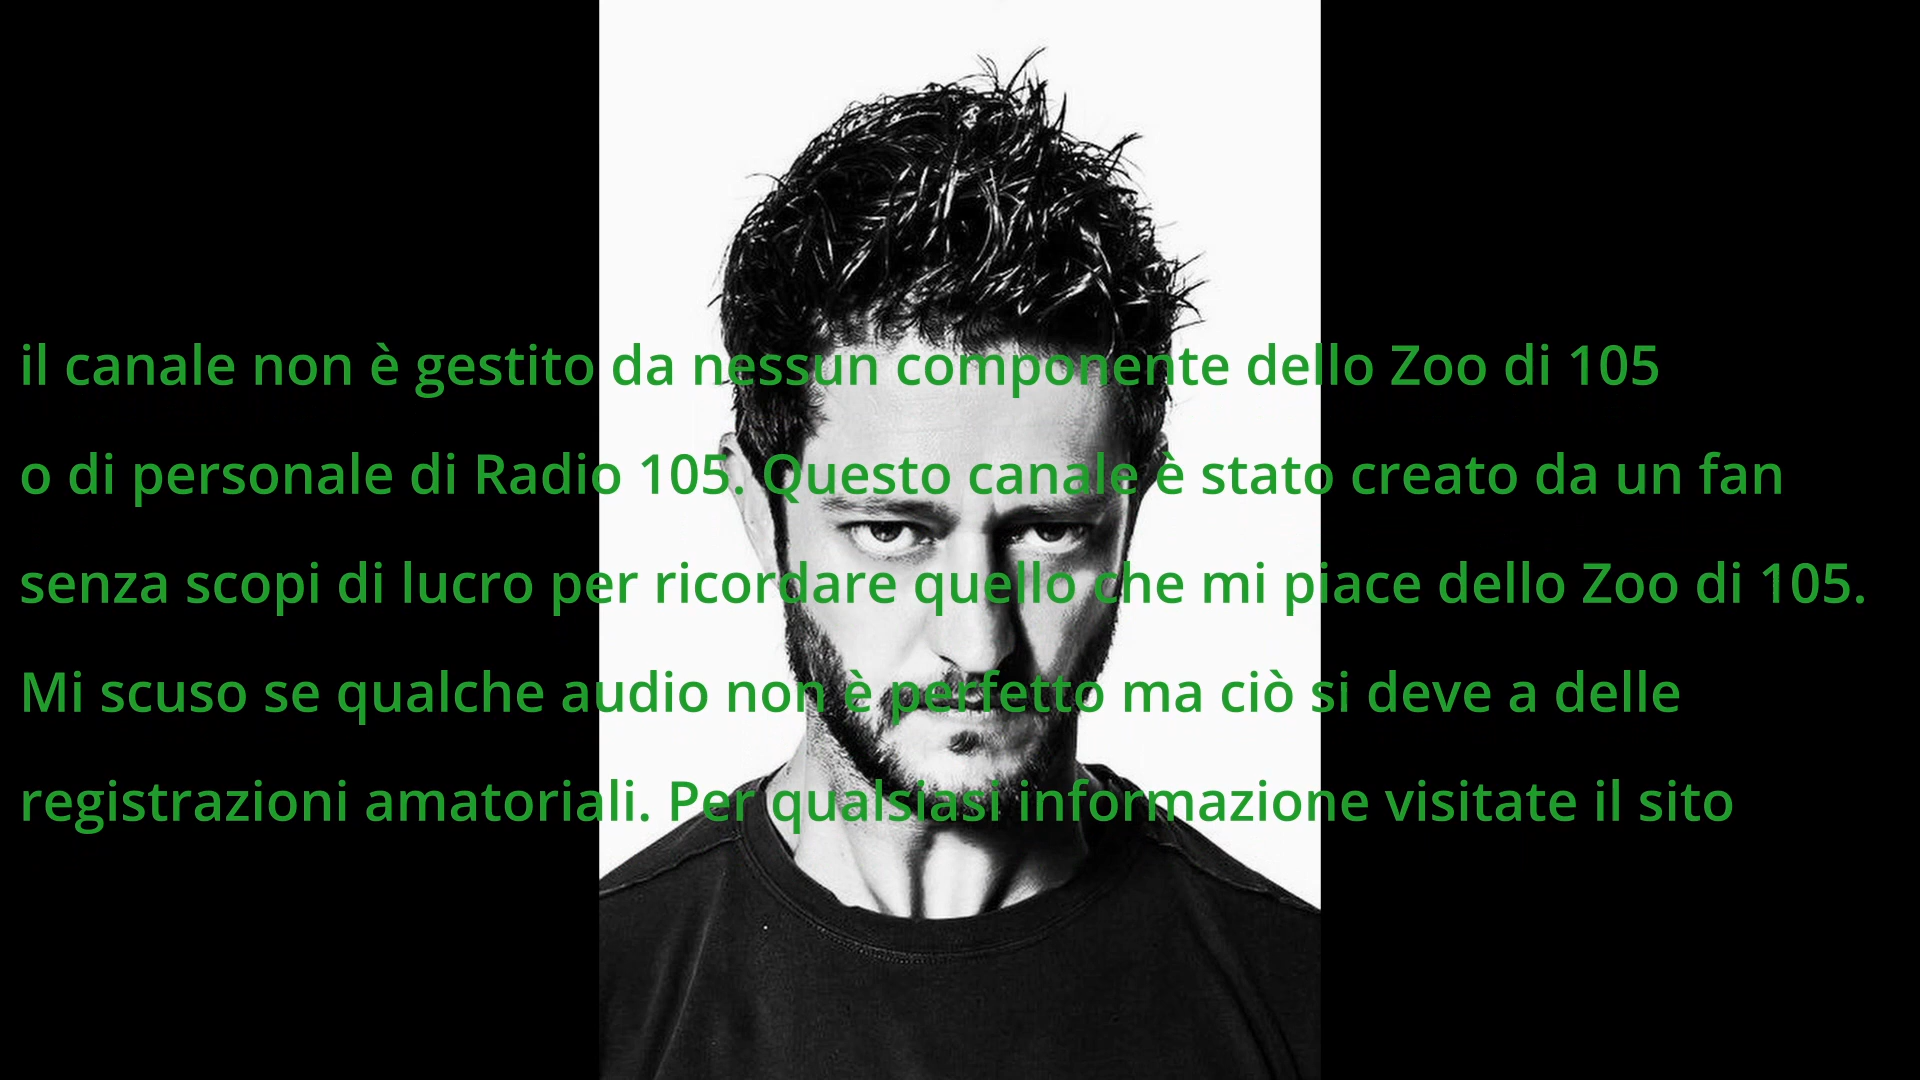 il canale non è gestito da nessun componente dello Zoo di 105
o di personale di Radio 105. Questo canale è stato creato da un fan
senza scopi di lucro per ricordare quello che mi piace dello Zoo di 105.
Mi scuso se qualche audio non è perfetto ma ciò si deve a delle
registrazioni amatoriali. Per qualsiasi informazione visitate il sito